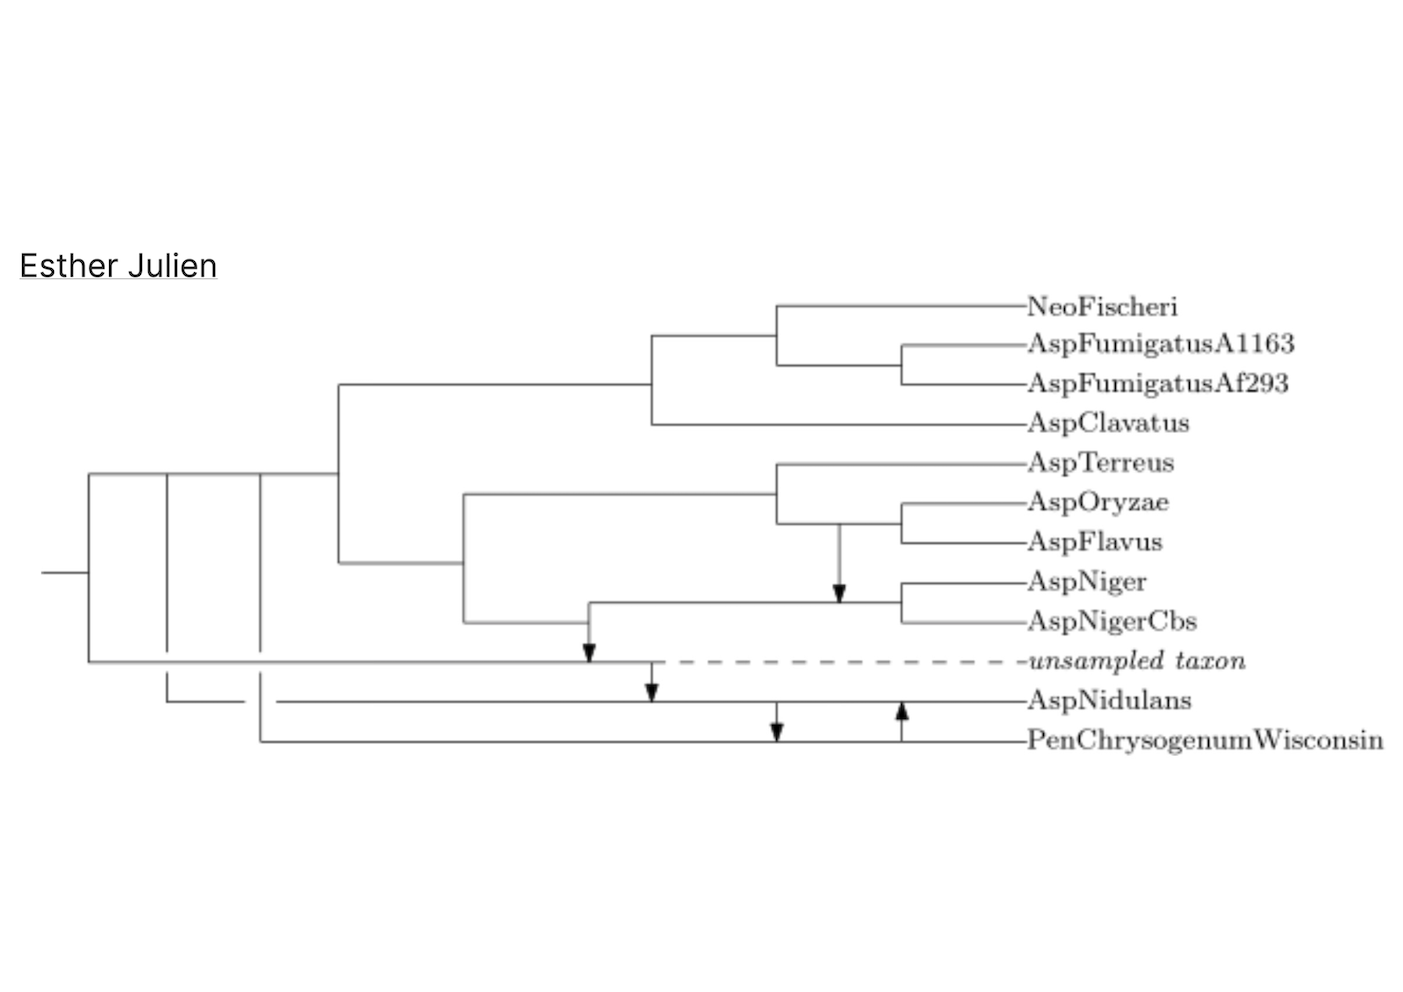 Esther Julien
NeoFischeri
AspFumigatusA1163
AspFumigatusAf293
AspClavatus
AspTerreus
AspOryzae
AspFlavus
AspNiger
AspNigerCbs
unsampled taxon
AspNidulans
PenChrysogenumWisconsin